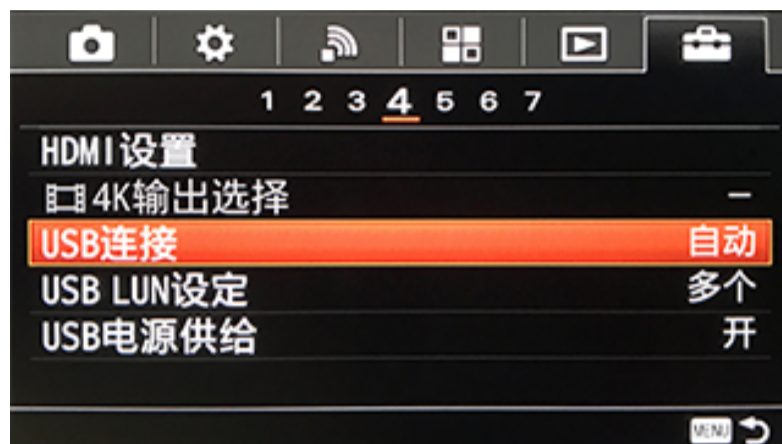 1 2 3 4 5 6 7
HDMI设置
4K输出选择 –
USB连接 自动
USB LUN设定 多个
USB电源供给 开
MENU